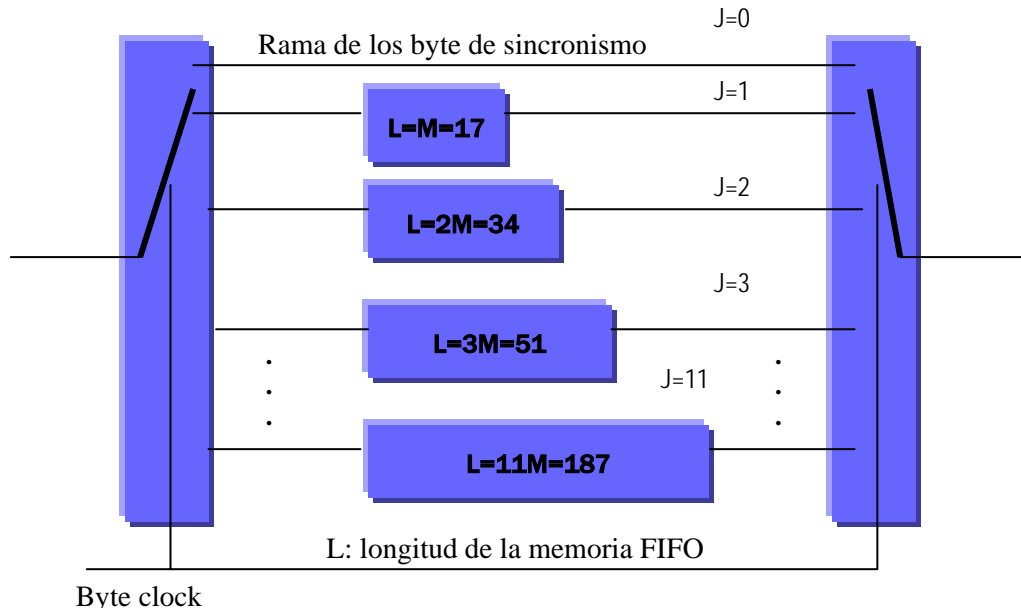 J=0
Rama de los byte de sincronismo
J=1
L=M=17
J=2
L=2M=34
J=3
L=3M=51
J=11
L=11M=187
L: longitud de la memoria FIFO
Byte clock